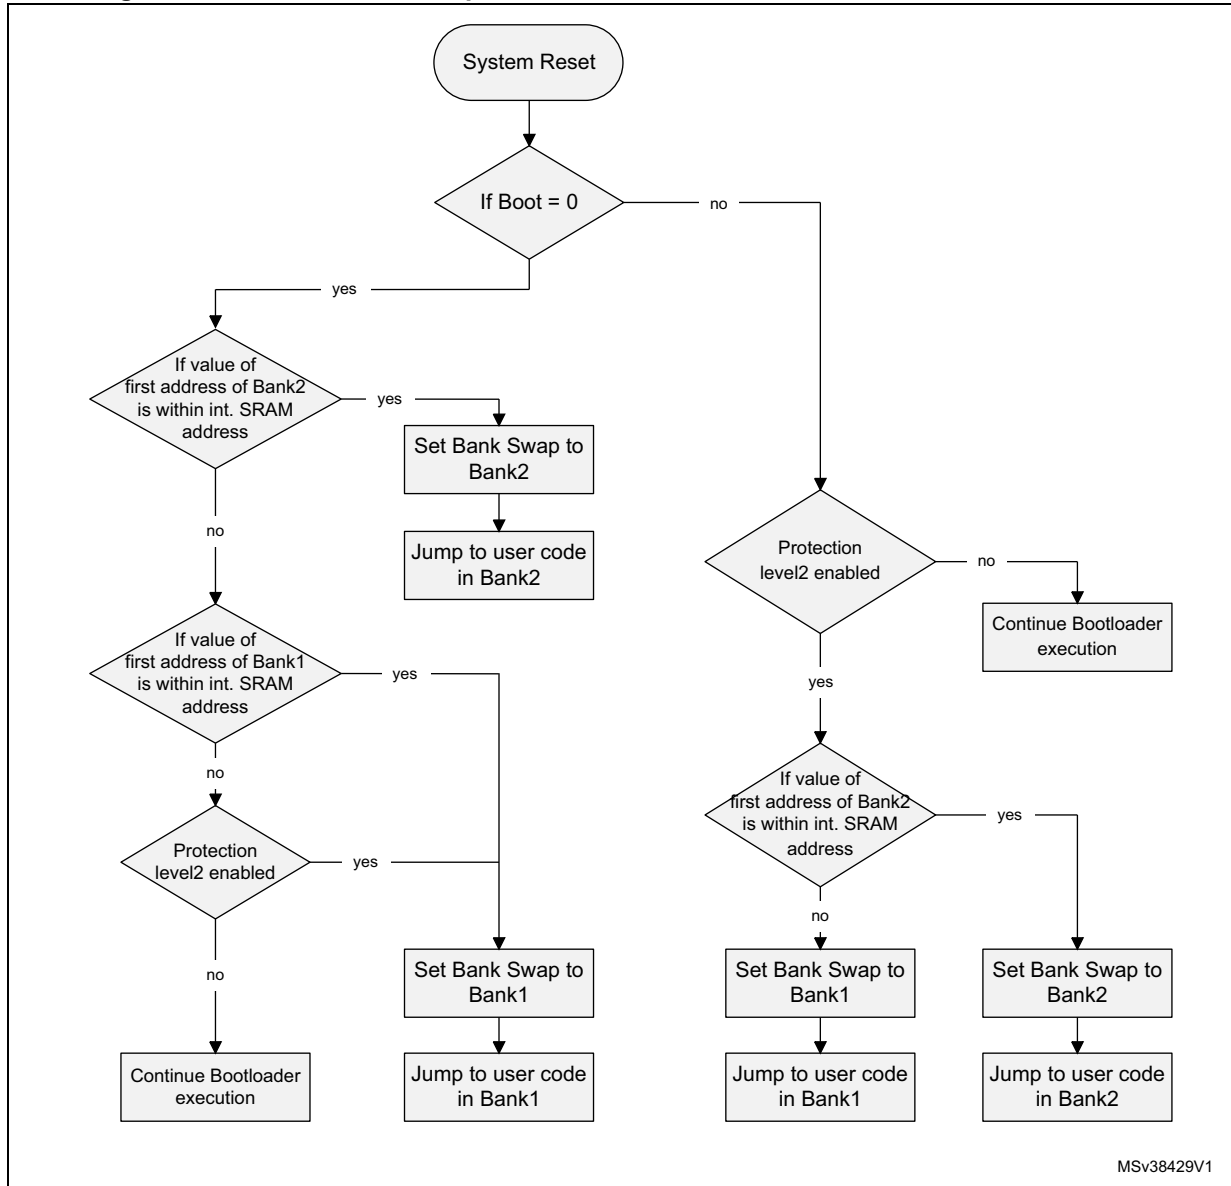 System Reset
If Boot = 0
no
yes
If value of
first address of Bank2
is within int. SRAM
address
yes
Set Bank Swap to
Bank2
Jump to user code
in Bank2
no
If value of
first address of Bank1
is within int. SRAM
address
yes
no
Protection
level2 enabled
yes
no
Continue Bootloader
execution
Set Bank Swap to
Bank1
Jump to user code
in Bank1
Protection
level2 enabled
no
Continue Bootloader
execution
yes
If value of
first address of Bank2
is within int. SRAM
address
yes
no
Set Bank Swap to
Bank1
Jump to user code
in Bank1
Set Bank Swap to
Bank2
Jump to user code
in Bank2
MSv38429V1